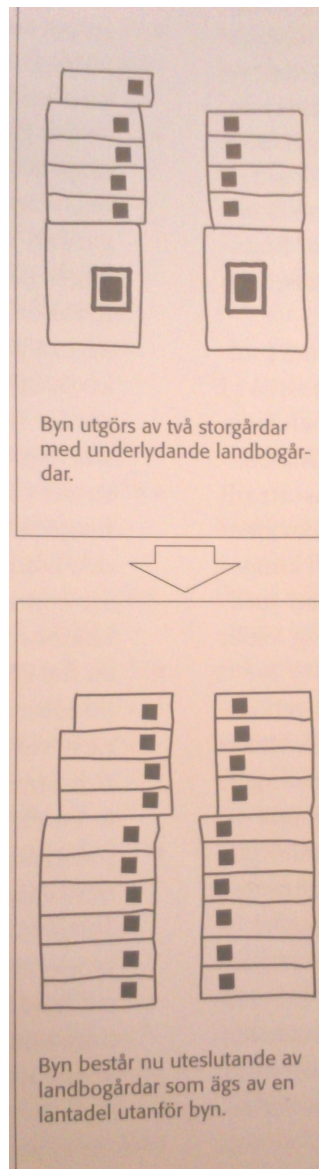 Byn utgörs av två storgårdar
med underlydande landbogår-
dar.
Byn består nu uteslutande av
landbogårdar som ägs av en
lantadel utanför byn.